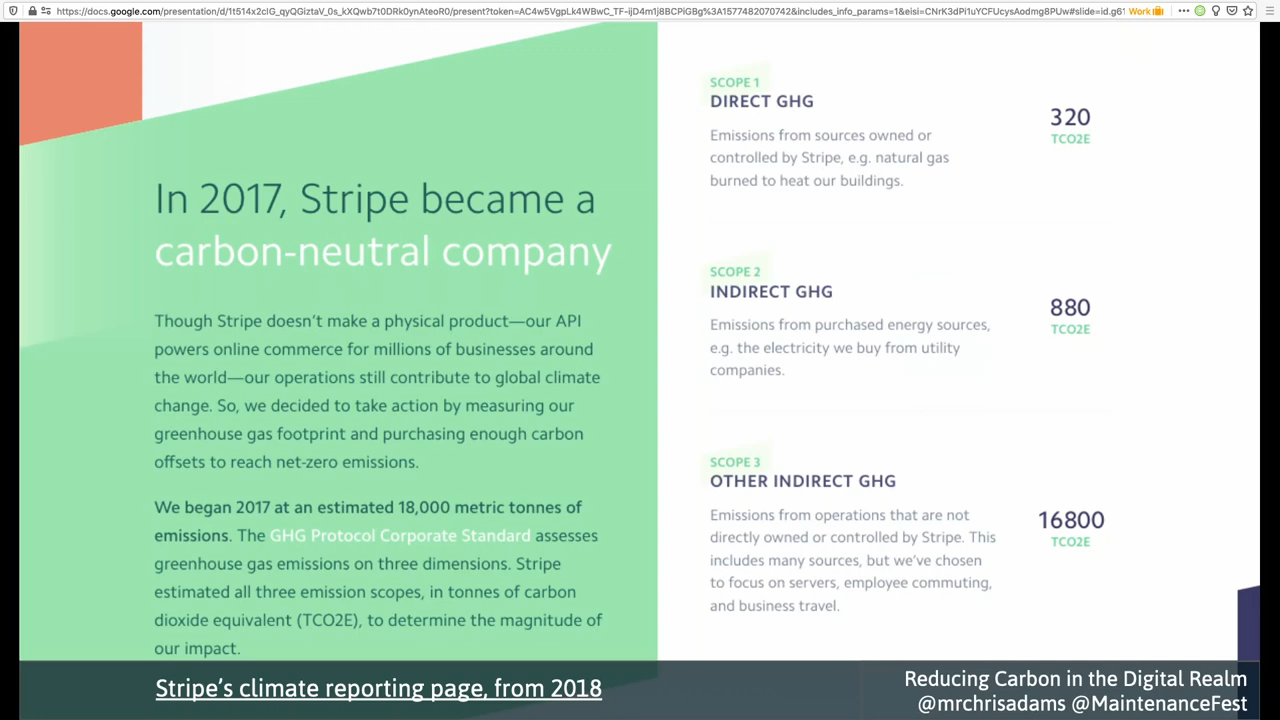 In 2017, Stripe became a
carbon-neutral company
Though Stripe doesn't make a physical product—our API
powers online commerce for millions of businesses around
the world—our operations still contribute to global climate
change. So, we decided to take action by measuring our
greenhouse gas footprint and purchasing enough carbon
offsets to reach net-zero emissions.
We began 2017 at an estimated 18,000 metric tonnes of
emissions. The GHG Protocol Corporate Standard assesses
greenhouse gas emissions on three dimensions. Stripe
estimated all three emission scopes, in tonnes of carbon
dioxide equivalent (TCO2E), to determine the magnitude of
our impact.
SCOPE 1
DIRECT GHG
Emissions from sources owned or
controlled by Stripe, e.g. natural gas
burned to heat our buildings.
320
TCO2E
SCOPE 2
INDIRECT GHG
Emissions from purchased energy sources,
e.g. the electricity we buy from utility
companies.
880
TCO2E
SCOPE 3
OTHER INDIRECT GHG
Emissions from operations that are not
directly owned or controlled by Stripe. This
includes many sources, but we've chosen
to focus on servers, employee commuting,
and business travel.
16800
TCO2E
Stripe's climate reporting page, from 2018
Reducing Carbon in the Digital Realm
@mrchrisadams @MaintenanceFest